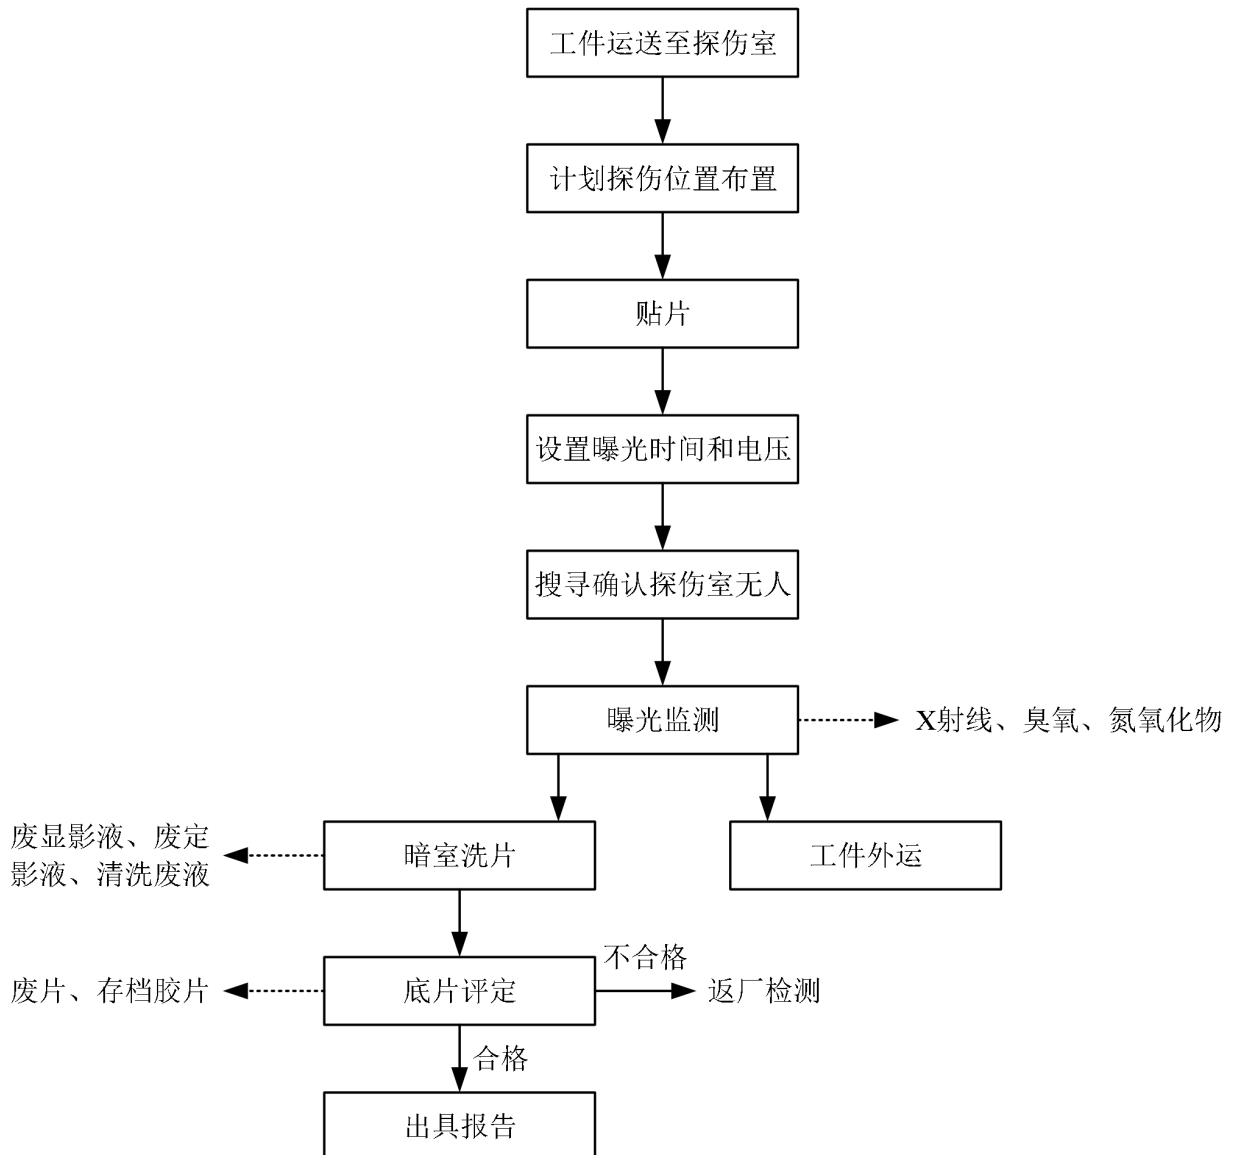 工件运送至探伤室
计划探伤位置布置
贴片
设置曝光时间和电压
搜寻确认探伤室无人
曝光监测
X射线、臭氧、氮氧化物
废显影液、废定
影液、清洗废液
暗室洗片
工件外运
不合格
废片、存档胶片
底片评定
返厂检测
合格
出具报告